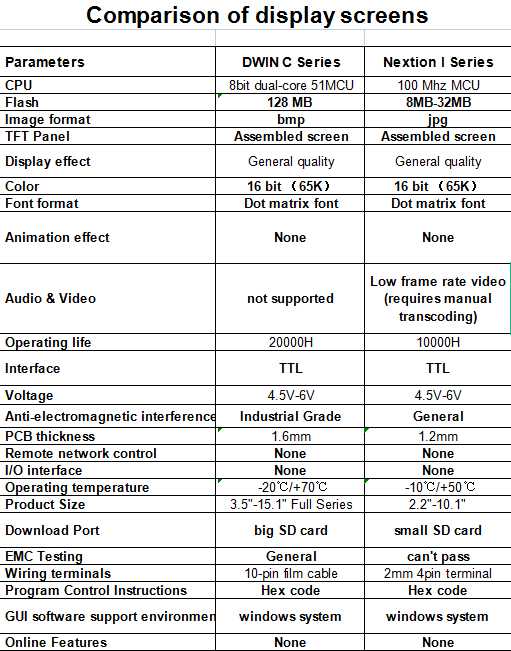 Comparison of display screens
Parameters DWIN C Series Nextion I Series
CPU 8bit dual-core 51MCU 100 Mhz MCU
Flash 128 MB 8MB-32MB
Image format bmp jpg
TFT Panel Assembled screen Assembled screen
Display effect General quality General quality
Color 16 bit（65K） 16 bit（65K）
Font format Dot matrix font Dot matrix font
Animation effect None None
Audio & Video not supported Low frame rate video
(requires manual
transcoding)
Operating life 20000H 10000H
Interface TTL TTL
Voltage 4.5V-6V 4.5V-6V
Anti-electromagnetic interference Industrial Grade General
PCB thickness 1.6mm 1.2mm
Remote network control None None
I/O interface None None
Operating temperature -20℃/+70℃ -10℃/+50℃
Product Size 3.5"-15.1" Full Series 2.2"-10.1"
Download Port big SD card small SD card
EMC Testing General can't pass
Wiring terminals 10-pin film cable 2mm 4pin terminal
Program Control Instructions Hex code Hex code
GUI software support environmen windows system windows system
Online Features None None